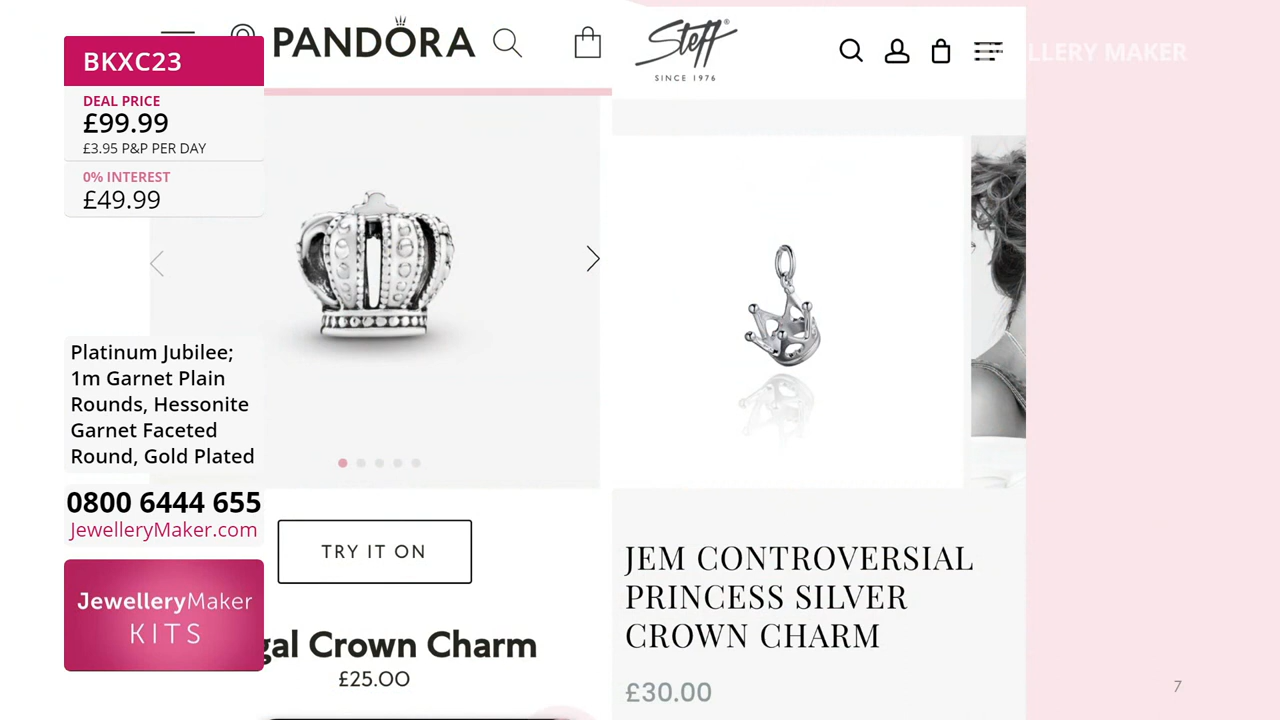 BKXC23
DEAL PRICE
£99.99
£3.95 P&P PER DAY
0% INTEREST
£49.99
Platinum Jubilee;
1m Garnet Plain
Rounds, Hessonite
Garnet Faceted
Round, Gold Plated
0800 6444 655
JewelleryMaker.com
JewelleryMaker
KITS
PANDORA
TRY IT ON
gal Crown Charm
£25.00
Steff®
SINCE 1976
JEM CONTROVERSIAL
PRINCESS SILVER
CROWN CHARM
£30.00
LLERY MAKER
7